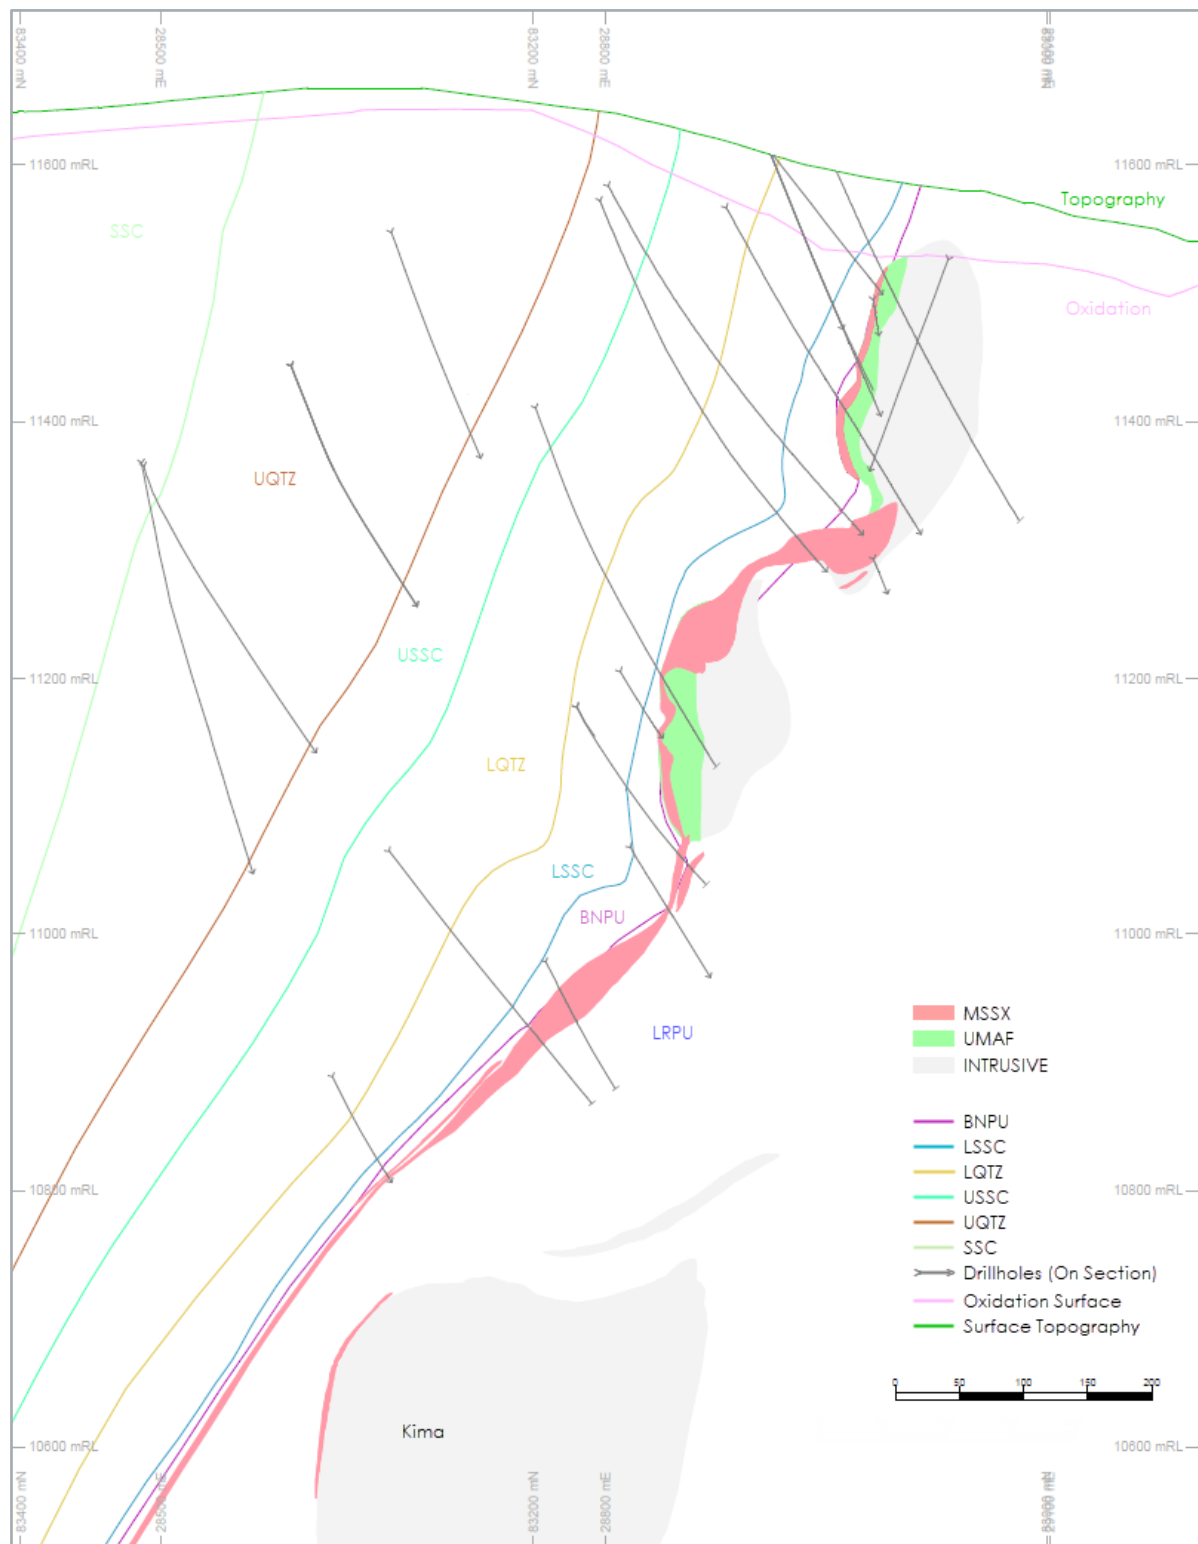 83400 mN
28500 mE
83200 mN
28800 mE
11600 mRL
11600 mRL
Topography
SSC
Oxidation
11400 mRL
11400 mRL
UQTZ
USSC
11200 mRL
11200 mRL
LQTZ
LSSC
BNPU
11000 mRL
11000 mRL
LRPU
MSSX
UMAF
INTRUSIVE
BNPU
LSSC
LQTZ
10800 mRL
10800 mRL
USSC
UQTZ
SSC
Drillholes (On Section)
Oxidation Surface
Surface Topography
0 50 100 150 200
Kima
10600 mRL
10600 mRL
83400 mN
28500 mE
83200 mN
28800 mE